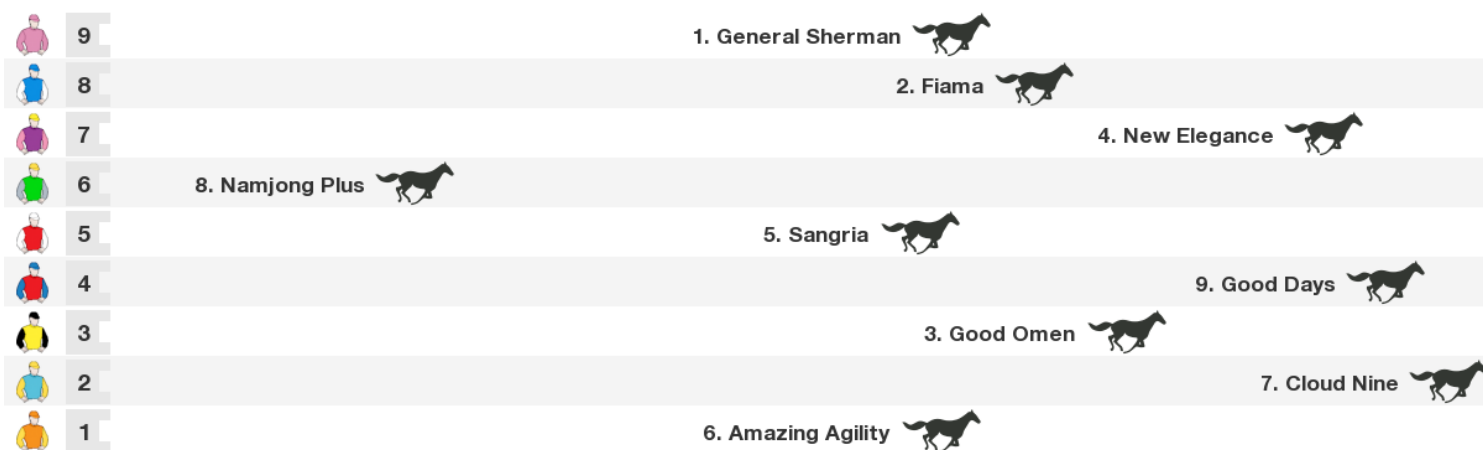 9 1. General Sherman
8 2. Fiama
7 4. New Elegance
6 8. Namjong Plus
5 5. Sangria
4 9. Good Days
3 3. Good Omen
2 7. Cloud Nine
1 6. Amazing Agility